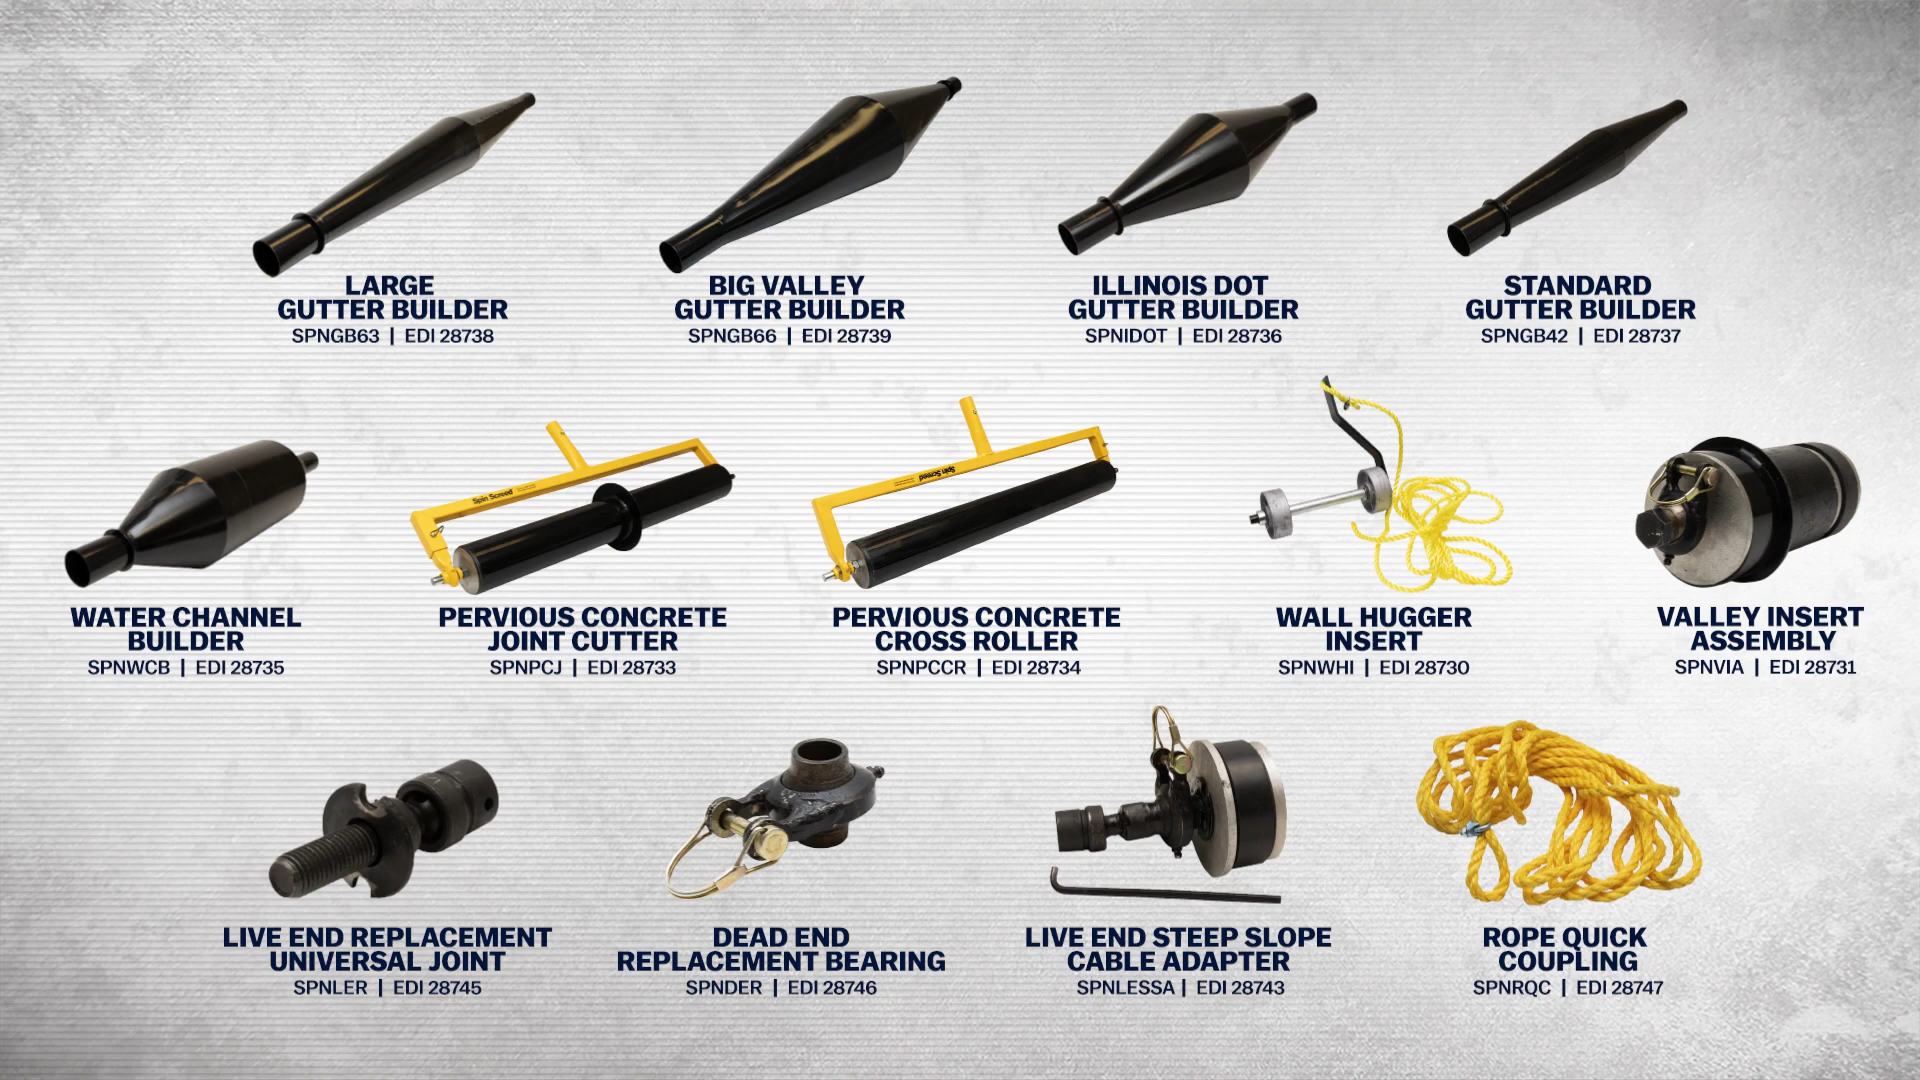 LARGE
GUTTER BUILDER
SPNGB63 | EDI 28738
BIG VALLEY
GUTTER BUILDER
SPNGB66 | EDI 28739
ILLINOIS DOT
GUTTER BUILDER
SPNIDOT | EDI 28736
STANDARD
GUTTER BUILDER
SPNGB42 | EDI 28737
Spin Screed
Spin Screed
WATER CHANNEL
BUILDER
SPNWCB | EDI 28735
PERVIOUS CONCRETE
JOINT CUTTER
SPNPCJ | EDI 28733
PERVIOUS CONCRETE
CROSS ROLLER
SPNPCCR | EDI 28734
WALL HUGGER
INSERT
SPNWHI | EDI 28730
VALLEY INSERT
ASSEMBLY
SPNVIA | EDI 28731
LIVE END REPLACEMENT
UNIVERSAL JOINT
SPNLER | EDI 28745
DEAD END
REPLACEMENT BEARING
SPNDER | EDI 28746
LIVE END STEEP SLOPE
CABLE ADAPTER
SPNLESSA | EDI 28743
ROPE QUICK
COUPLING
SPNRQC | EDI 28747